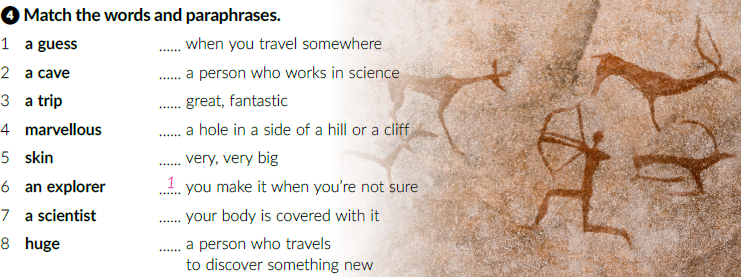 4 Match the words and paraphrases.
1 a guess ...... when you travel somewhere
2 a cave ...... a person who works in science
3 a trip ...... great, fantastic
4 marvellous ...... a hole in a side of a hill or a cliff
5 skin ...... very, very big
6 an explorer ...1... you make it when you're not sure
7 a scientist ...... your body is covered with it
8 huge ...... a person who travels
to discover something new